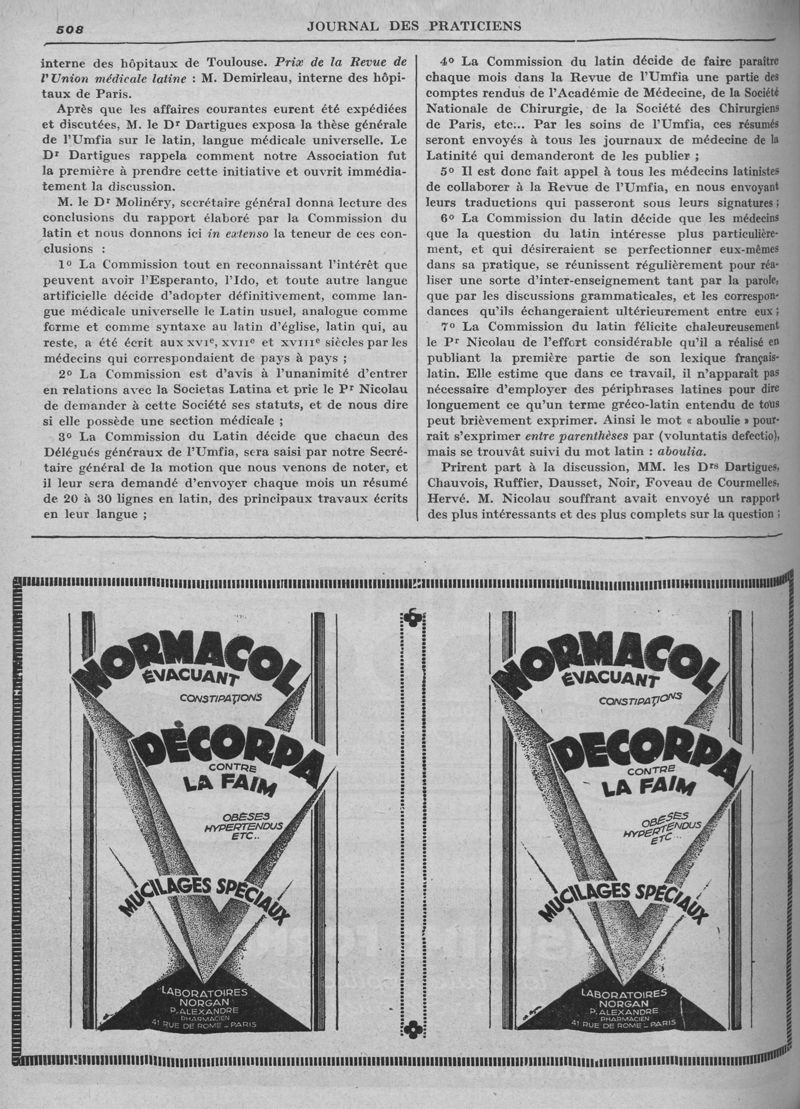 508
JOURNAL DES PRATICIENS
interne des hôpitaux de Toulouse. Prix de la Revue de
l'Union médicale latine : M. Demirleau, interne des hôpi-
taux de Paris.
Après que les affaires courantes eurent été expédiées
et discutées, M. le Dr Dartigues exposa la thèse générale
de l'Umfia sur le latin, langue médicale universelle. Le
Dr Dartigues rappela comment notre Association fut
la première à prendre cette initiative et ouvrit immédia-
tement la discussion.
M. le Dr Molinéry, secrétaire général donna lecture des
conclusions du rapport élaboré par la Commission du
latin et nous donnons ici in extenso la teneur de ces con-
clusions :
1º La Commission tout en reconnaissant l'intérêt que
peuvent avoir l'Esperanto, l'Ido, et toute autre langue
artificielle décide d'adopter définitivement, comme lan-
gue médicale universelle le Latin usuel, analogue comme
forme et comme syntaxe au latin d'église, latin qui, au
reste, a été écrit aux XVIe, XVIIe et XVIIIe siècles par les
médecins qui correspondaient de pays à pays ;
2º La Commission est d'avis à l'unanimité d'entrer
en relations avec la Societas Latina et prie le Pr Nicolau
de demander à cette Société ses statuts, et de nous dire
si elle possède une section médicale ;
3º La Commission du Latin décide que chacun des
Délégués généraux de l'Umfia, sera saisi par notre Secré-
taire général de la motion que nous venons de noter, et
il leur sera demandé d'envoyer chaque mois un résumé
de 20 à 30 lignes en latin, des principaux travaux écrits
en leur langue ;
4º La Commission du latin décide de faire paraître
chaque mois dans la Revue de l'Umfia une partie des
comptes rendus de l'Académie de Médecine, de la Société
Nationale de Chirurgie, de la Société des Chirurgiens
de Paris, etc... Par les soins de l'Umfia, ces résumés
seront envoyés à tous les journaux de médecine de la
Latinité qui demanderont de les publier ;
5º Il est donc fait appel à tous les médecins latinistes
de collaborer à la Revue de l'Umfia, en nous envoyant
leurs traductions qui passeront sous leurs signatures ;
6º La Commission du latin décide que les médecins
que la question du latin intéresse plus particulière-
ment, et qui désireraient se perfectionner eux-mêmes
dans sa pratique, se réunissent régulièrement pour réa-
liser une sorte d'inter-enseignement tant par la parole,
que par les discussions grammaticales, et les correspon-
dances qu'ils échangeraient ultérieurement entre eux ;
7º La Commission du latin félicite chaleureusement
le Pr Nicolau de l'effort considérable qu'il a réalisé en
publiant la première partie de son lexique français-
latin. Elle estime que dans ce travail, il n'apparaît pas
nécessaire d'employer des périphrases latines pour dire
longuement ce qu'un terme gréco-latin entendu de tous
peut brièvement exprimer. Ainsi le mot « aboulie » pour-
rait s'exprimer entre parenthèses par (voluntatis defectio),
mais se trouvât suivi du mot latin : aboulia.
Prirent part à la discussion, MM. les Drs Dartigues,
Chauvois, Ruffier, Dausset, Noir, Foveau de Courmelles,
Hervé. M. Nicolau souffrant avait envoyé un rapport
des plus intéressants et des plus complets sur la question ;
NORMACOL
ÉVACUANT
CONSTIPATIONS
DÉCORPA
CONTRE
LA FAIM
OBÈSES
HYPERTENDUS
ETC..
MUCILAGES SPÉCIAUX
LABORATOIRES
NORGAN
P. ALEXANDRE
PHARMACIEN
41 RUE DE ROME - PARIS
NORMACOL
ÉVACUANT
CONSTIPATIONS
DECORPA
CONTRE
LA FAIM
OBÈSES
HYPERTENDUS
ETC...
MUCILAGES SPÉCIAUX
LABORATOIRES
NORGAN
P. ALEXANDRE
PHARMACIEN
41 RUE DE ROME - PARIS